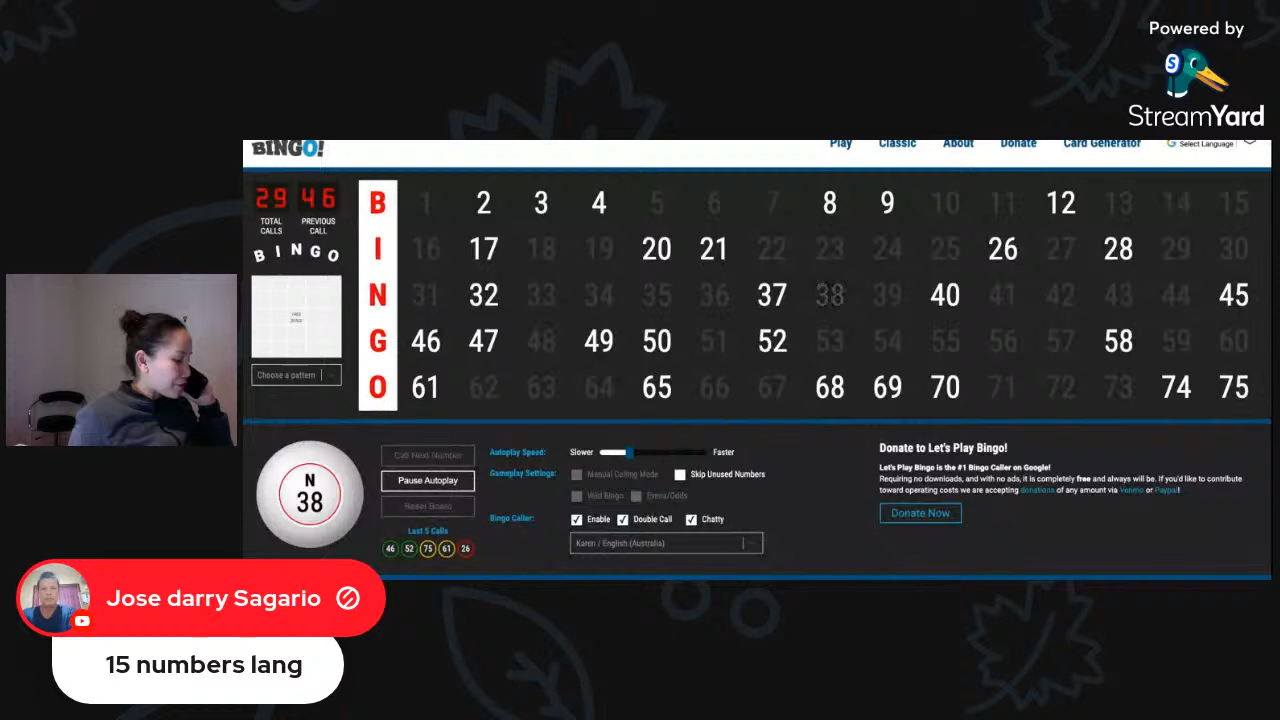 Powered by
StreamYard
BINGO!
Play Classic About Donate Card Generator Select Language
29 46
TOTAL CALLS PREVIOUS CALL
BINGO
B 1 2 3 4 5 6 7 8 9 10 11 12 13 14 15
I 16 17 18 19 20 21 22 23 24 25 26 27 28 29 30
N 31 32 33 34 35 36 37 38 39 40 41 42 43 44 45
G 46 47 48 49 50 51 52 53 54 55 56 57 58 59 60
O 61 62 63 64 65 66 67 68 69 70 71 72 73 74 75
Choose a pattern
N
38
Call Next Number
Pause Autoplay
Reset Board
Last 5 Calls
46 52 75 61 26
Autoplay Speed: Slower Faster
Gameplay Settings: Manual Calling Mode Skip Unused Numbers
Wild Bingo Evens/Odds
Bingo Caller: Enable Double Call Chatty
Karen / English (Australia)
Donate to Let's Play Bingo!
Let's Play Bingo is the #1 Bingo Caller on Google!
Requiring no downloads, and with no ads, it is completely free and always will be. If you'd like to contribute
toward operating costs we are accepting donations of any amount via Venmo or Paypal!
Donate Now
Jose darry Sagario
15 numbers lang